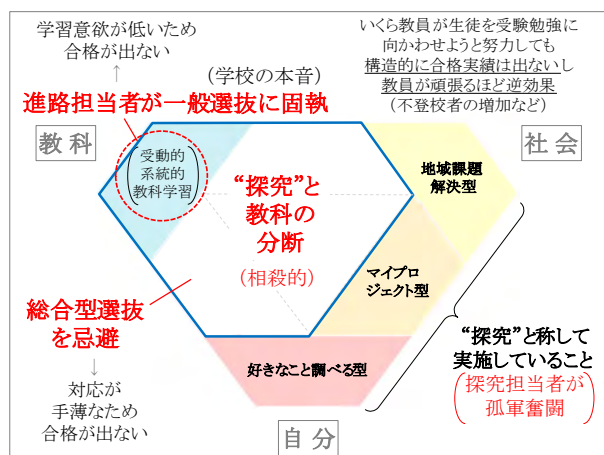 学習意欲が低いため
合格が出ない
(学校の本音)
進路担当者が一般選抜に固執
教科
受動的
系統的
教科学習
いくら教員が生徒を受験勉強に
向かわせようと努力しても
構造的に合格実績は出ないし
教員が頑張るほど逆効果
(不登校者の増加など)
社会
地域課題
解決型
“探究”と
教科の
分断
(相殺的)
マイプロ
ジェクト型
総合型選抜
を忌避
対応が
手薄なため
合格が出ない
好きなこと調べる型
“探究”と称して
実施していること
探究担当者が
孤軍奮闘
自分